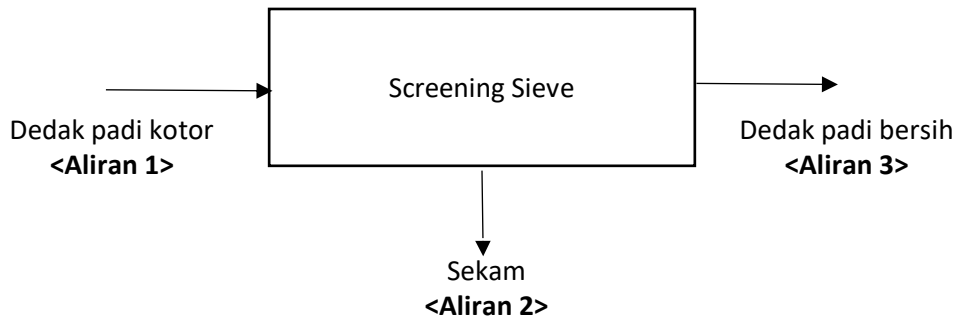 Screening Sieve
Dedak padi kotor
<Aliran 1>
Dedak padi bersih
<Aliran 3>
Sekam
<Aliran 2>